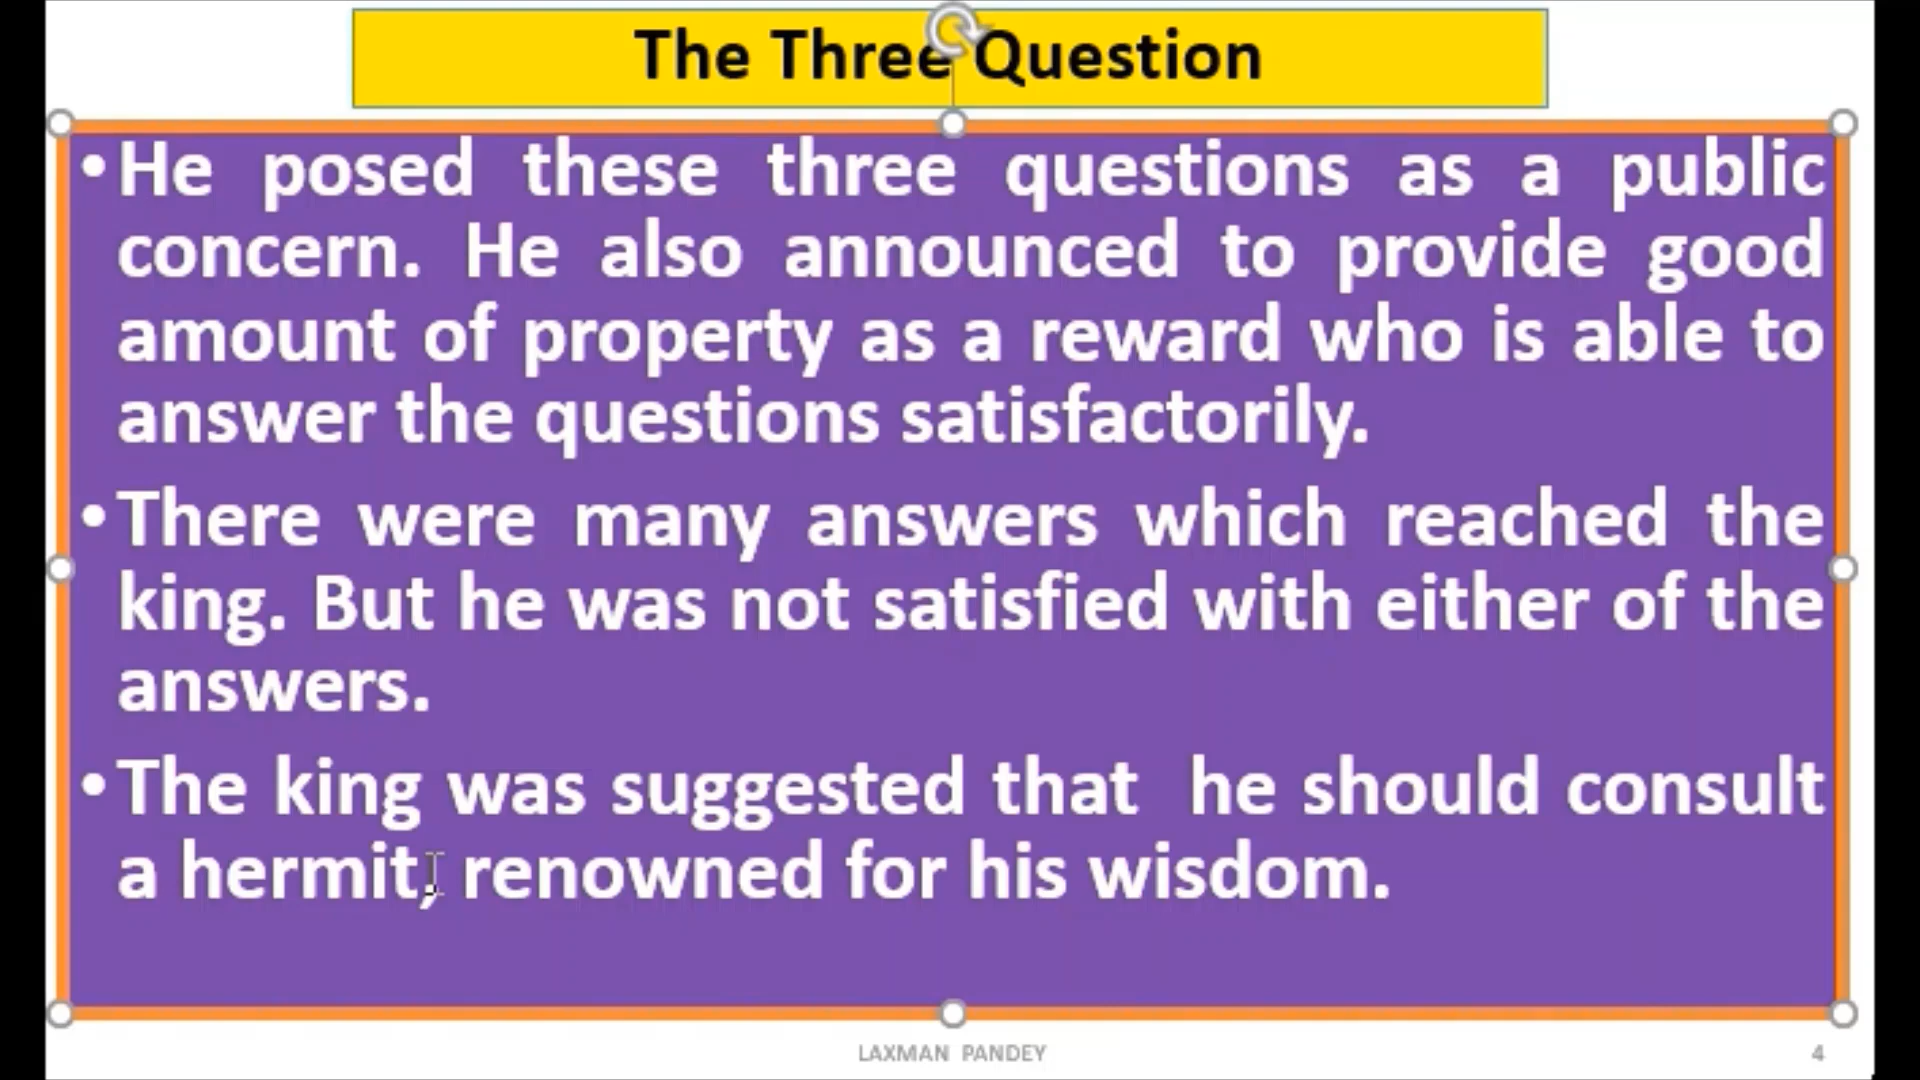 The Three Question
• He posed these three questions as a public
concern. He also announced to provide good
amount of property as a reward who is able to
answer the questions satisfactorily.
• There were many answers which reached the
king. But he was not satisfied with either of the
answers.
• The king was suggested that he should consult
a hermit, renowned for his wisdom.
LAXMAN PANDEY
4